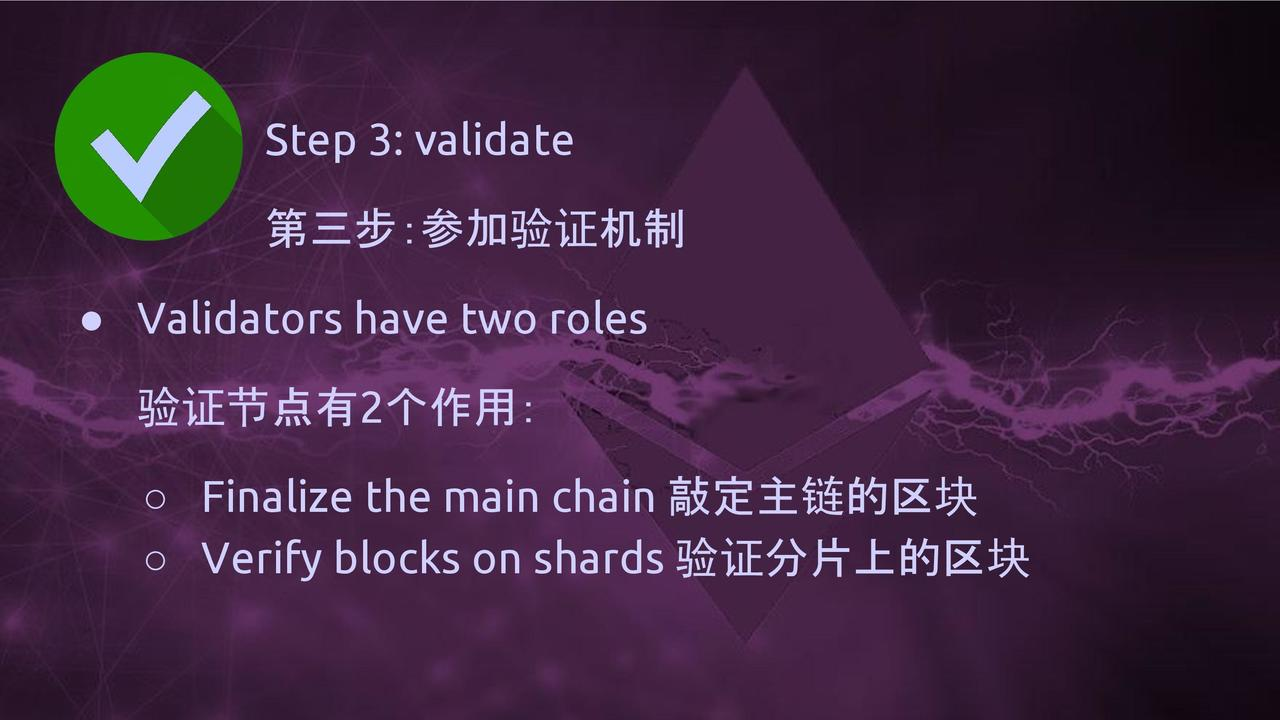 Step 3: validate
第三步：参加验证机制
● Validators have two roles
验证节点有2个作用：
○ Finalize the main chain 敲定主链的区块
○ Verify blocks on shards 验证分片上的区块